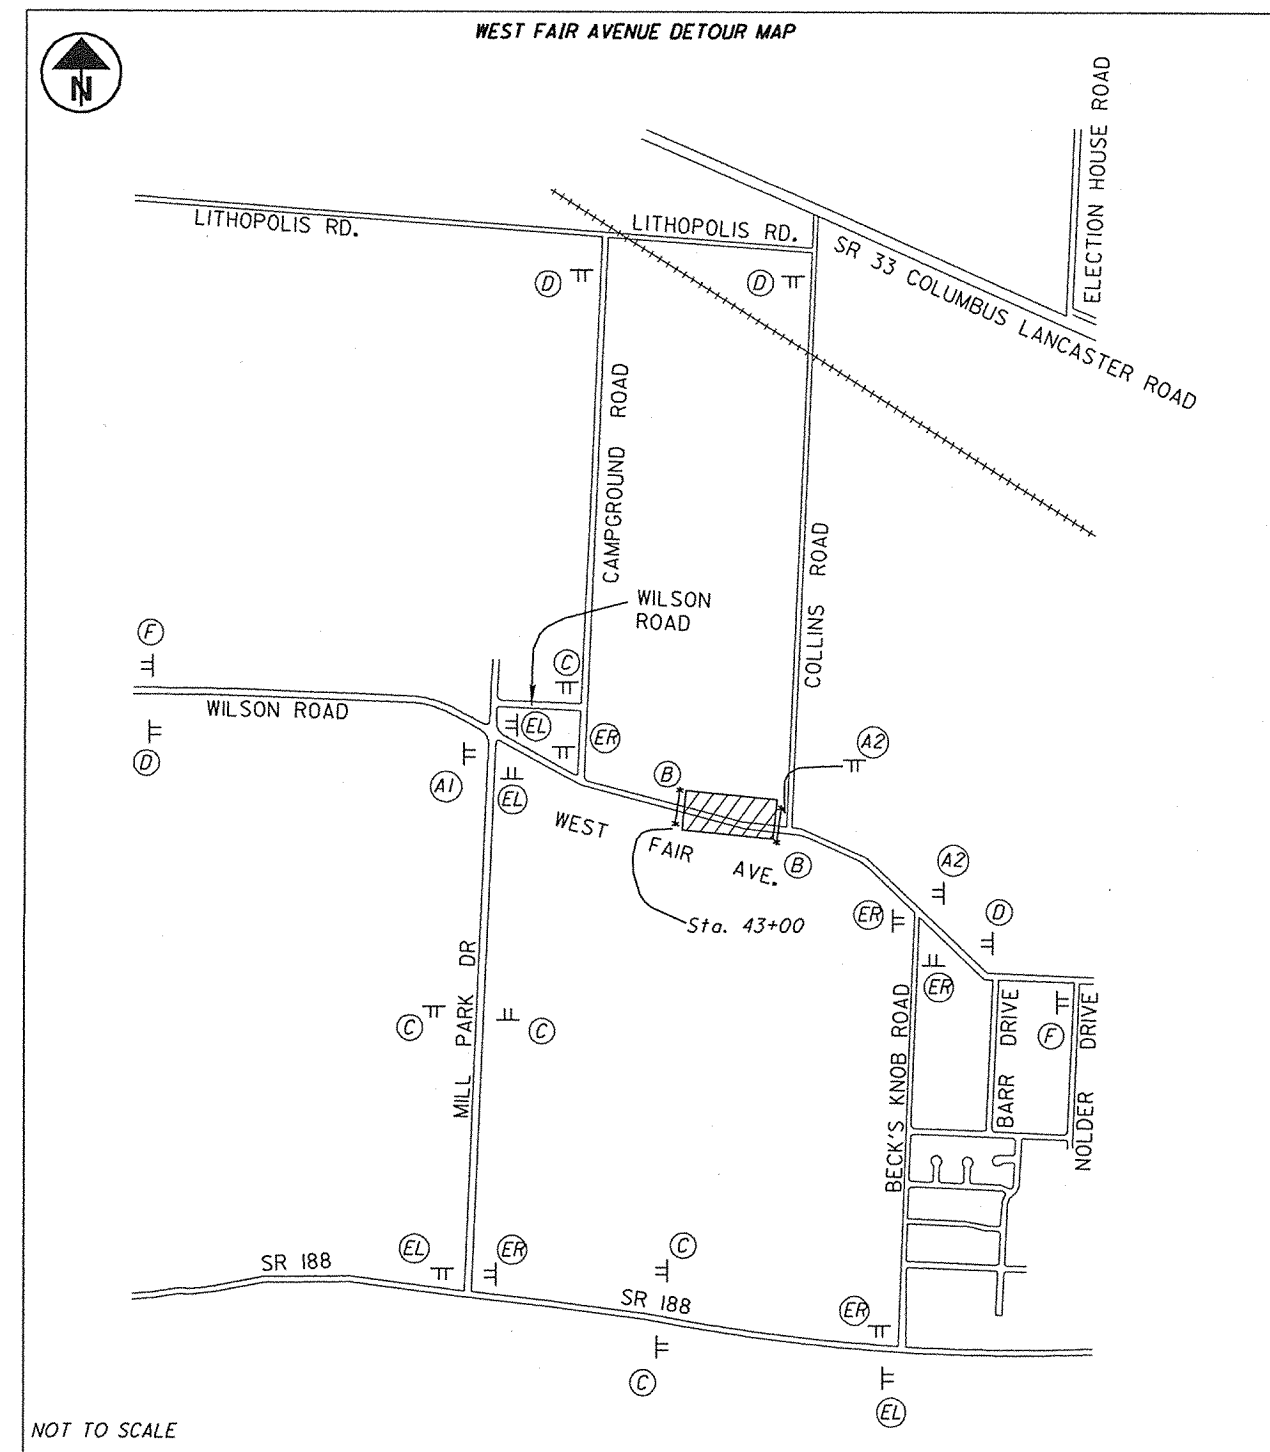 WEST FAIR AVENUE DETOUR MAP
N
ELECTION HOUSE ROAD
LITHOPOLIS RD.
LITHOPOLIS RD.
SR 33 COLUMBUS LANCASTER ROAD
D
D
CAMPGROUND ROAD
COLLINS ROAD
WILSON
ROAD
F
C
WILSON ROAD
EL
ER
A2
D
A1
EL
B
WEST FAIR AVE.
B
A2
ER
D
Sta. 43+00
ER
MILL PARK DR
C
C
BECK'S KNOB ROAD
BARR DRIVE
F
NOLDER DRIVE
EL
ER
C
SR 188
SR 188
ER
C
EL
NOT TO SCALE